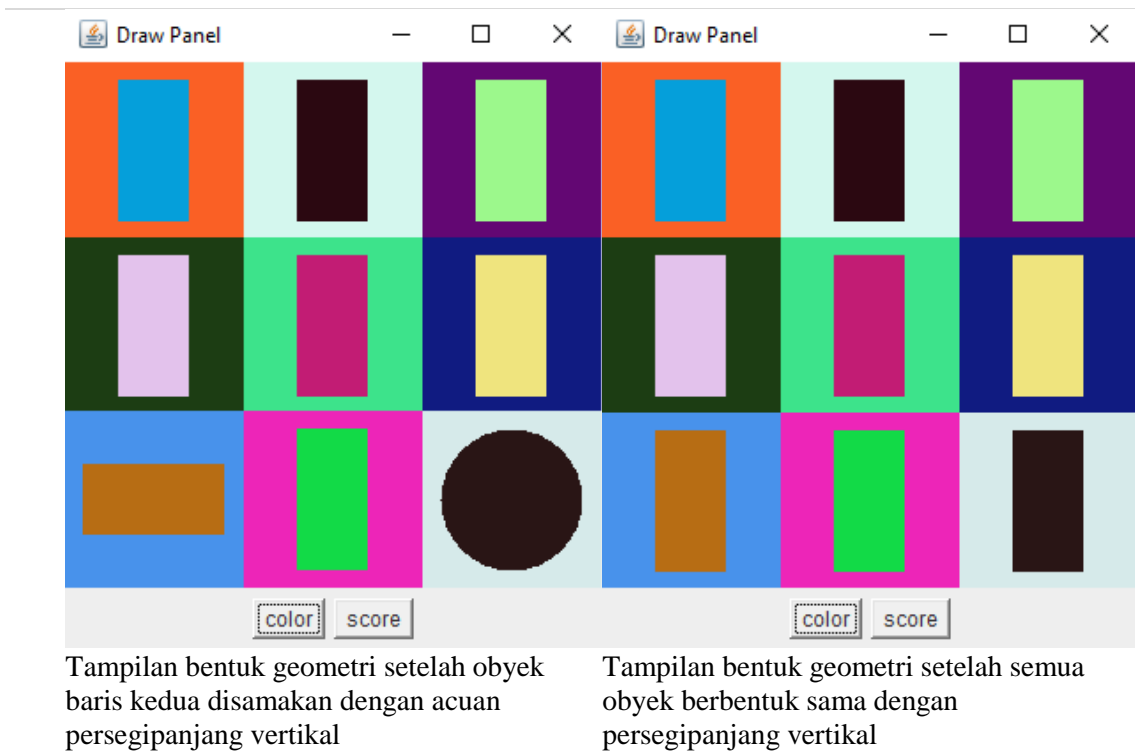 Draw Panel
Draw Panel
color score
color score
Tampilan bentuk geometri setelah obyek
baris kedua disamakan dengan acuan
persegipanjang vertikal
Tampilan bentuk geometri setelah semua
obyek berbentuk sama dengan
persegipanjang vertikal